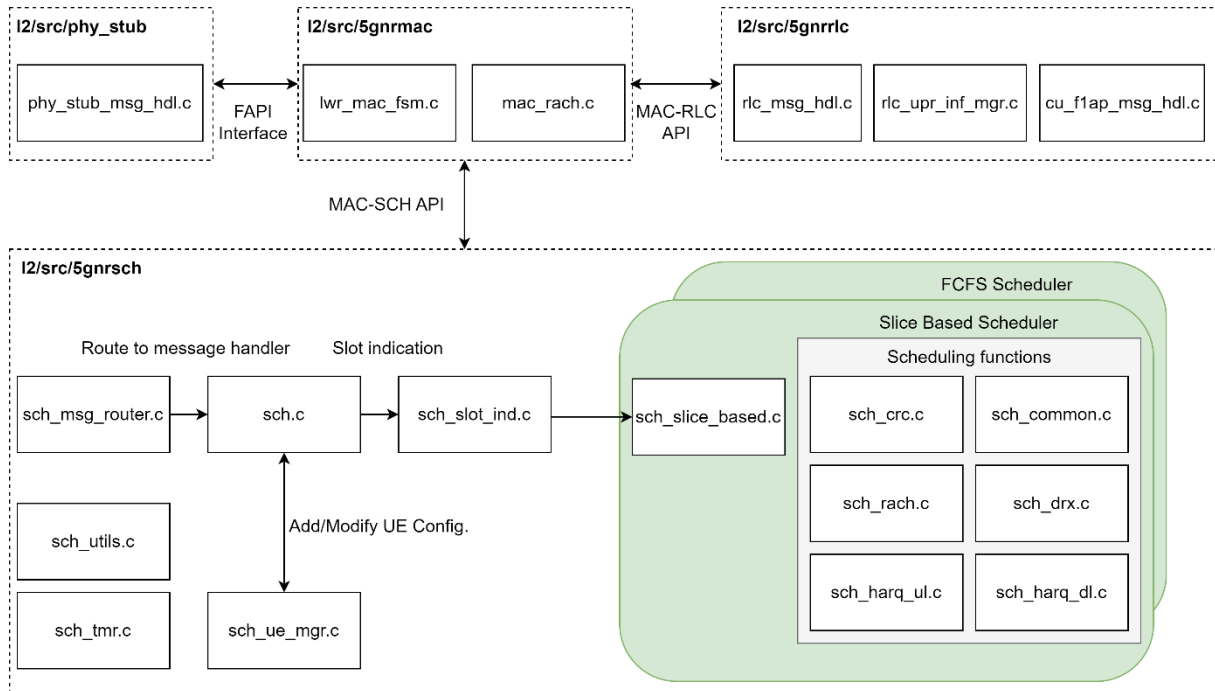 l2/src/phy_stub
phy_stub_msg_hdl.c
FAPI
Interface
l2/src/5gnrmac
lwr_mac_fsm.c
mac_rach.c
MAC-RLC
API
l2/src/5gnrrlc
rlc_msg_hdl.c
rlc_upr_inf_mgr.c
cu_f1ap_msg_hdl.c
MAC-SCH API
l2/src/5gnrsch
FCFS Scheduler
Slice Based Scheduler
Scheduling functions
Route to message handler
Slot indication
sch_msg_router.c
sch.c
sch_slot_ind.c
sch_slice_based.c
sch_crc.c
sch_common.c
sch_rach.c
sch_drx.c
sch_harq_ul.c
sch_harq_dl.c
Add/Modify UE Config.
sch_utils.c
sch_tmr.c
sch_ue_mgr.c